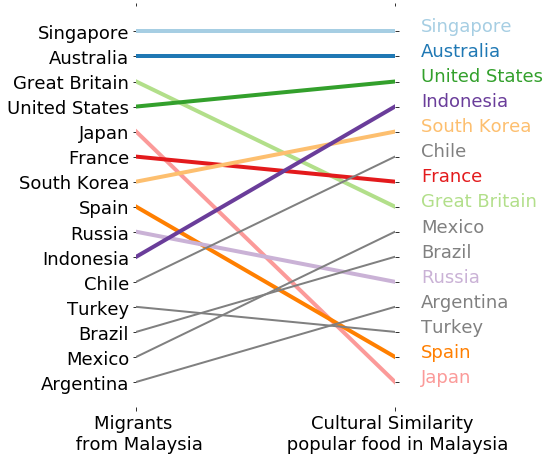 Singapore
Australia
Great Britain
United States
Japan
France
South Korea
Spain
Russia
Indonesia
Chile
Turkey
Brazil
Mexico
Argentina
Singapore
Australia
United States
Indonesia
South Korea
Chile
France
Great Britain
Mexico
Brazil
Russia
Argentina
Turkey
Spain
Japan
Migrants
from Malaysia
Cultural Similarity
popular food in Malaysia